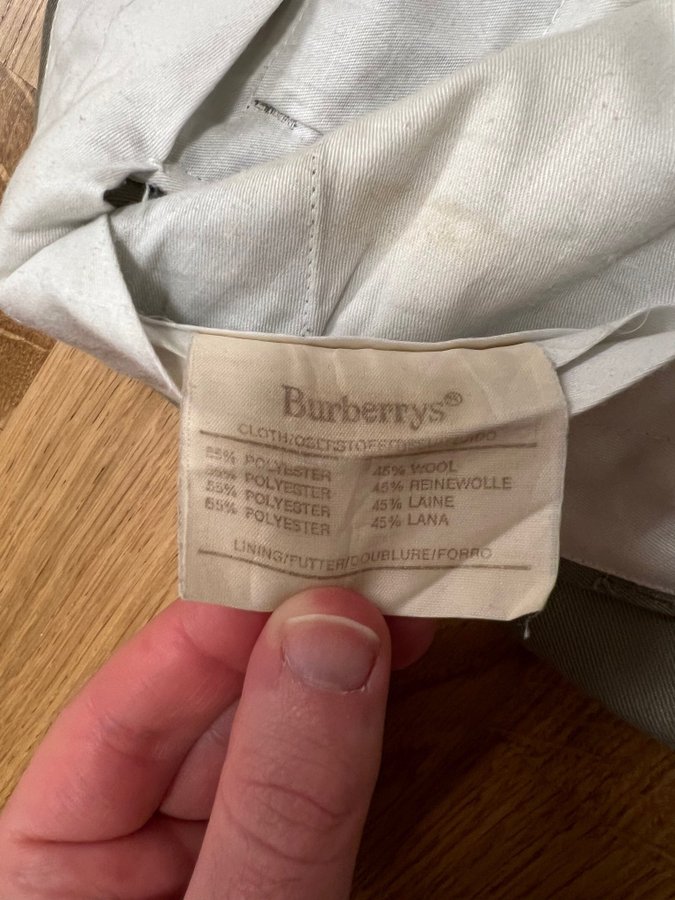 Burberrys®
55% POLYESTER 45% WOOL
55% POLYESTER 45% REINEWOLLE
55% POLYESTER 45% LAINE
55% POLYESTER 45% LANA
LINING/FUTTER/DOUBLURE/FORRO